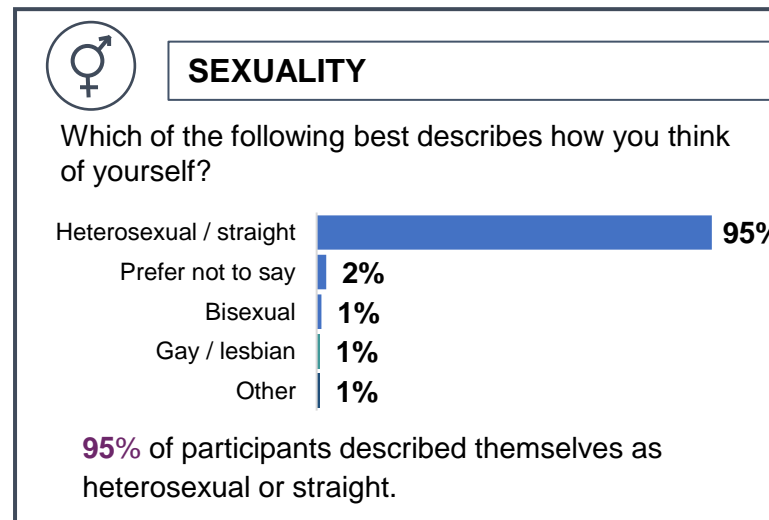 SEXUALITY
Which of the following best describes how you think
of yourself?
Heterosexual / straight 95%
Prefer not to say 2%
Bisexual 1%
Gay / lesbian 1%
Other 1%
95% of participants described themselves as
heterosexual or straight.